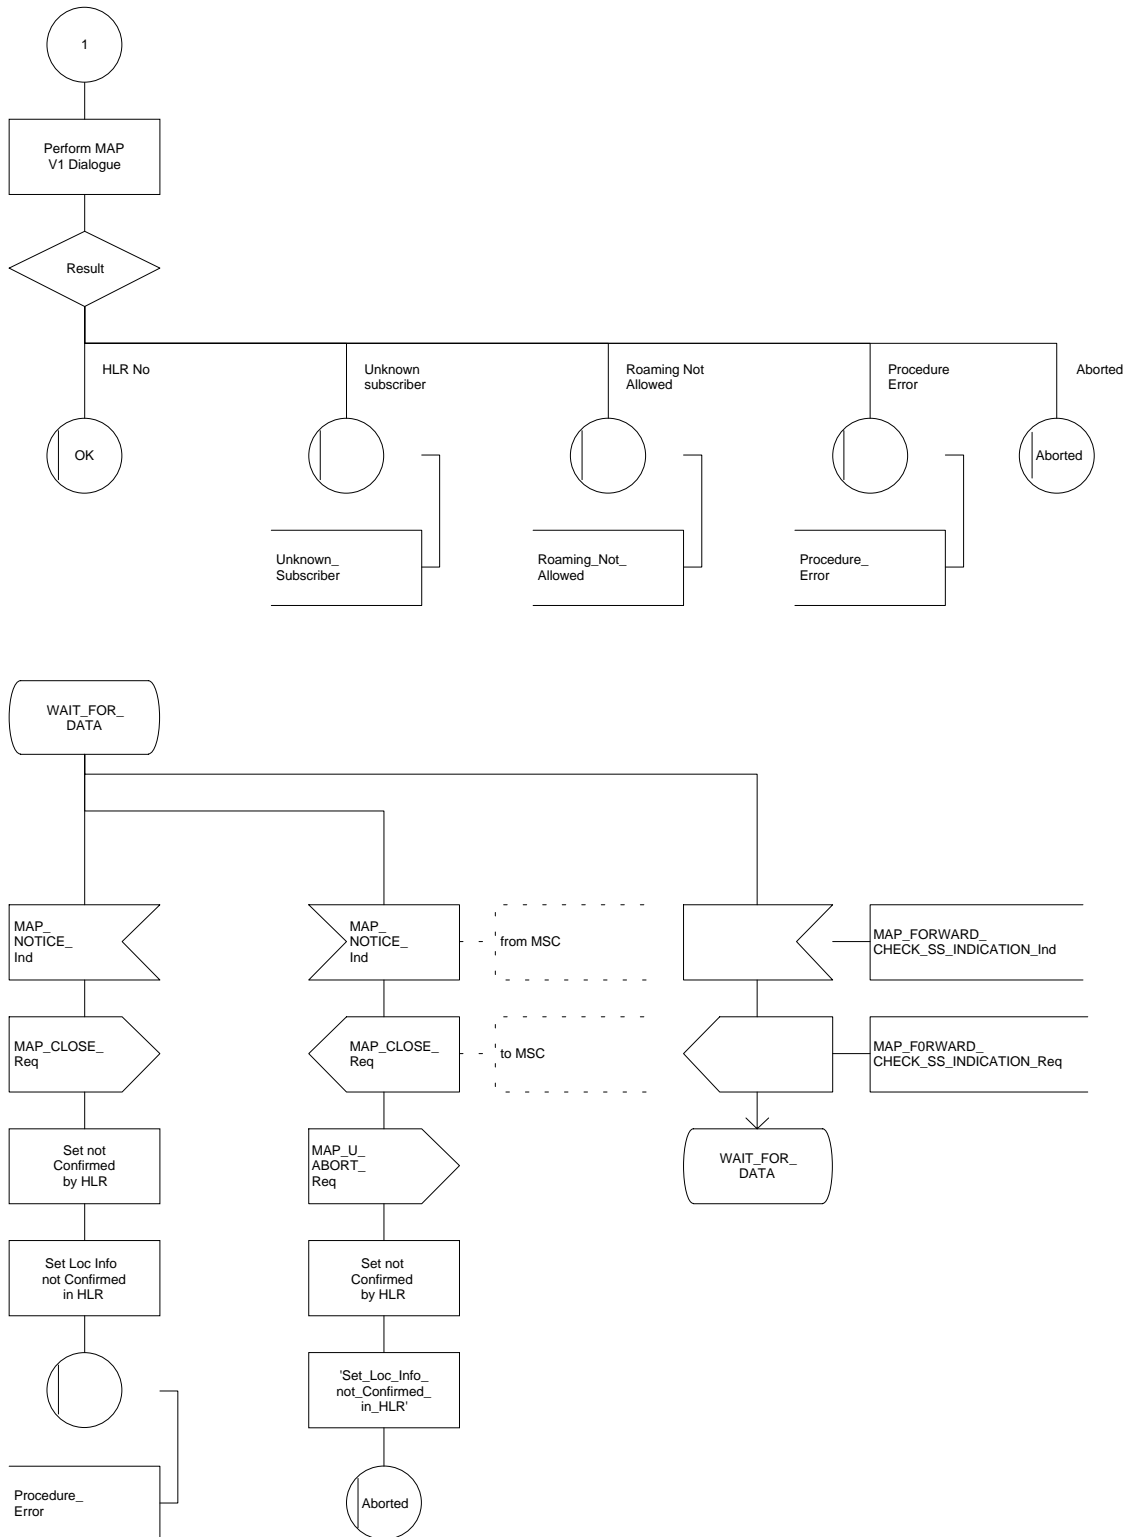 1
Perform MAP
V1 Dialogue
Result
HLR No
Unknown
subscriber
Roaming Not
Allowed
Procedure
Error
Aborted
OK
Aborted
Unknown_
Subscriber
Roaming_Not_
Allowed
Procedure_
Error
WAIT_FOR_
DATA
MAP_
NOTICE_
Ind
MAP_
NOTICE_
Ind
from MSC
MAP_FORWARD_
CHECK_SS_INDICATION_Ind
MAP_CLOSE_
Req
MAP_CLOSE_
Req
to MSC
MAP_F0RWARD_
CHECK_SS_INDICATION_Req
Set not
Confirmed
by HLR
MAP_U_
ABORT_
Req
WAIT_FOR_
DATA
Set Loc Info
not Confirmed
in HLR
Set not
Confirmed
by HLR
'Set_Loc_Info_
not_Confirmed_
in_HLR'
Procedure_
Error
Aborted